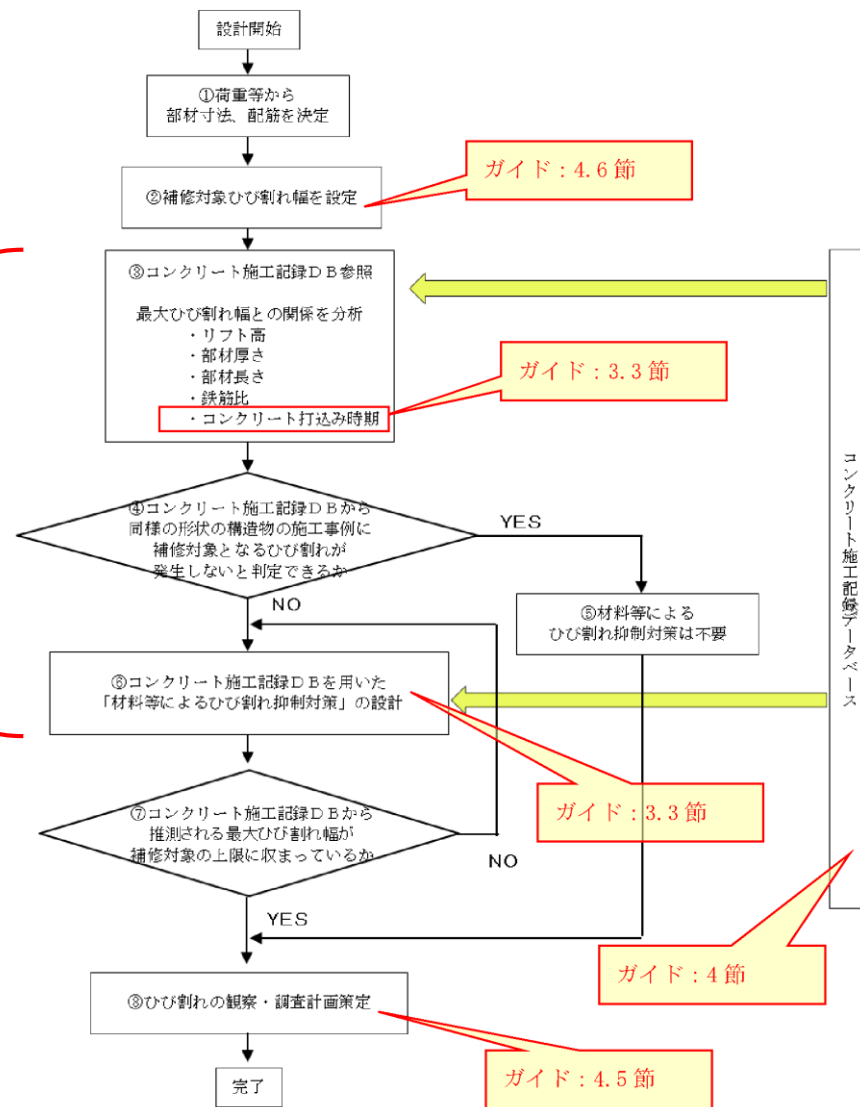 設計開始
①荷重等から
部材寸法、配筋を決定
ガイド：4.6 節
②補修対象ひび割れ幅を設定
③コンクリート施工記録ＤＢ参照
最大ひび割れ幅との関係を分析
・リフト高
・部材厚さ
・部材長さ
・鉄筋比
・コンクリート打込み時期
ガイド：3.3 節
④コンクリート施工記録ＤＢから
同様の形状の構造物の施工事例に
補修対象となるひび割れが
発生しないと判定できるか
YES
NO
⑤材料等による
ひび割れ抑制対策は不要
コンクリート施工記録データベース
⑥コンクリート施工記録ＤＢを用いた
「材料等によるひび割れ抑制対策」の設計
ガイド：3.3 節
⑦コンクリート施工記録ＤＢから
推測される最大ひび割れ幅が
補修対象の上限に収まっているか
NO
YES
ガイド：4 節
⑧ひび割れの観察・調査計画策定
ガイド：4.5 節
完了